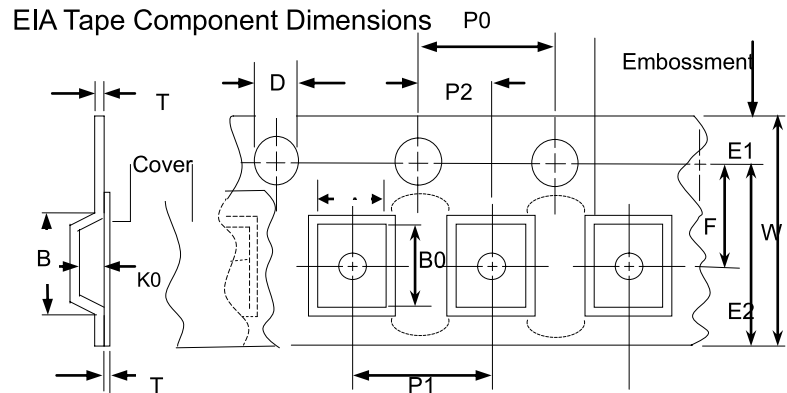 EIA Tape Component Dimensions
P0
Embossment
D
P2
T
E1
Cover
F
W
B
B0
K0
E2
P1
T